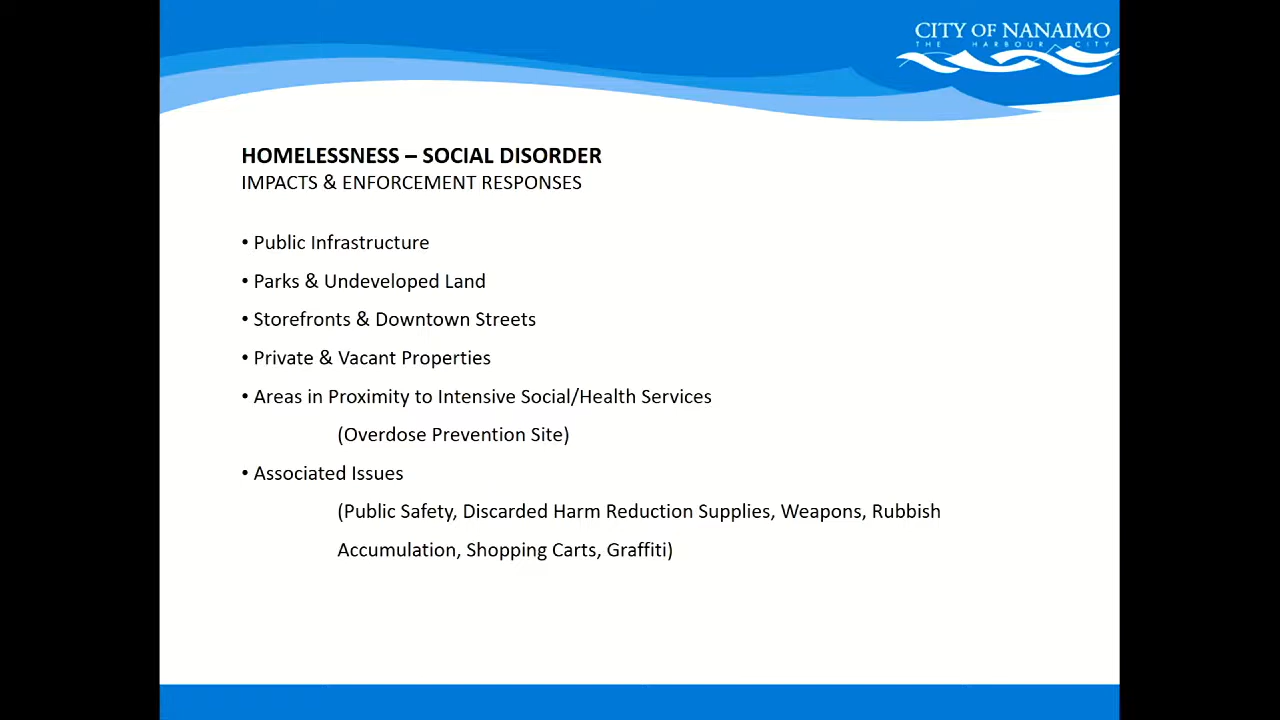 CITY OF NANAIMO
THE HARBOUR CITY
HOMELESSNESS – SOCIAL DISORDER
IMPACTS & ENFORCEMENT RESPONSES
• Public Infrastructure
• Parks & Undeveloped Land
• Storefronts & Downtown Streets
• Private & Vacant Properties
• Areas in Proximity to Intensive Social/Health Services
(Overdose Prevention Site)
• Associated Issues
(Public Safety, Discarded Harm Reduction Supplies, Weapons, Rubbish
Accumulation, Shopping Carts, Graffiti)